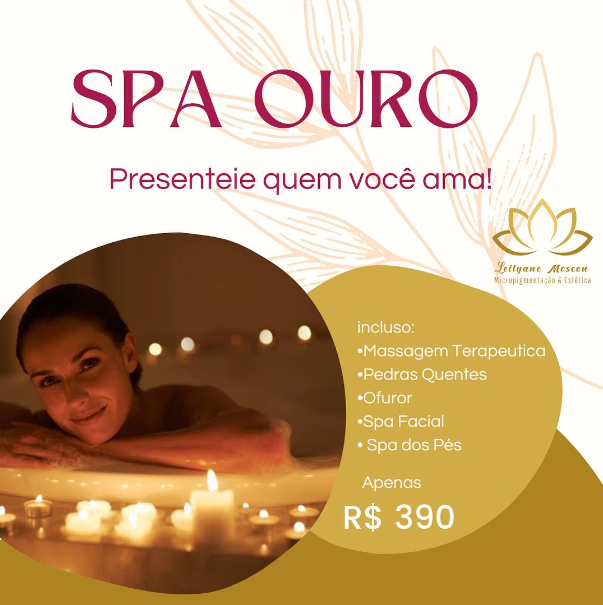 SPA OURO
Presenteie quem você ama!
Leilyane Moscon
Micropigmentação & Estética
incluso:
•Massagem Terapeutica
•Pedras Quentes
•Ofuror
•Spa Facial
• Spa dos Pés
Apenas
R$ 390